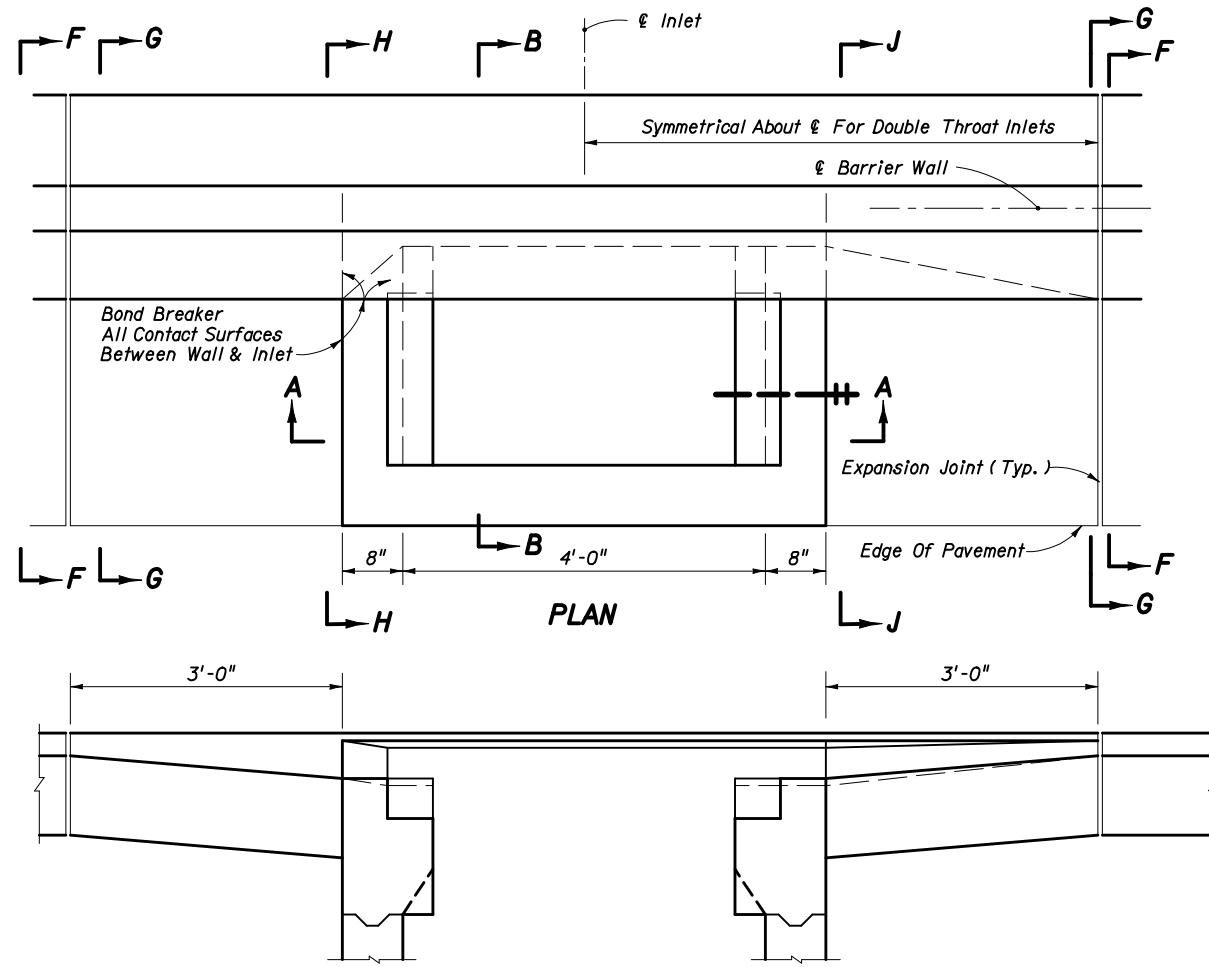 F G H B ℄ Inlet J G F
Symmetrical About ℄ For Double Throat Inlets
℄ Barrier Wall
Bond Breaker
All Contact Surfaces
Between Wall & Inlet
A A
Expansion Joint (Typ.)
Edge Of Pavement
8" 4'-0" 8"
F G B F
H PLAN J G
3'-0" 3'-0"